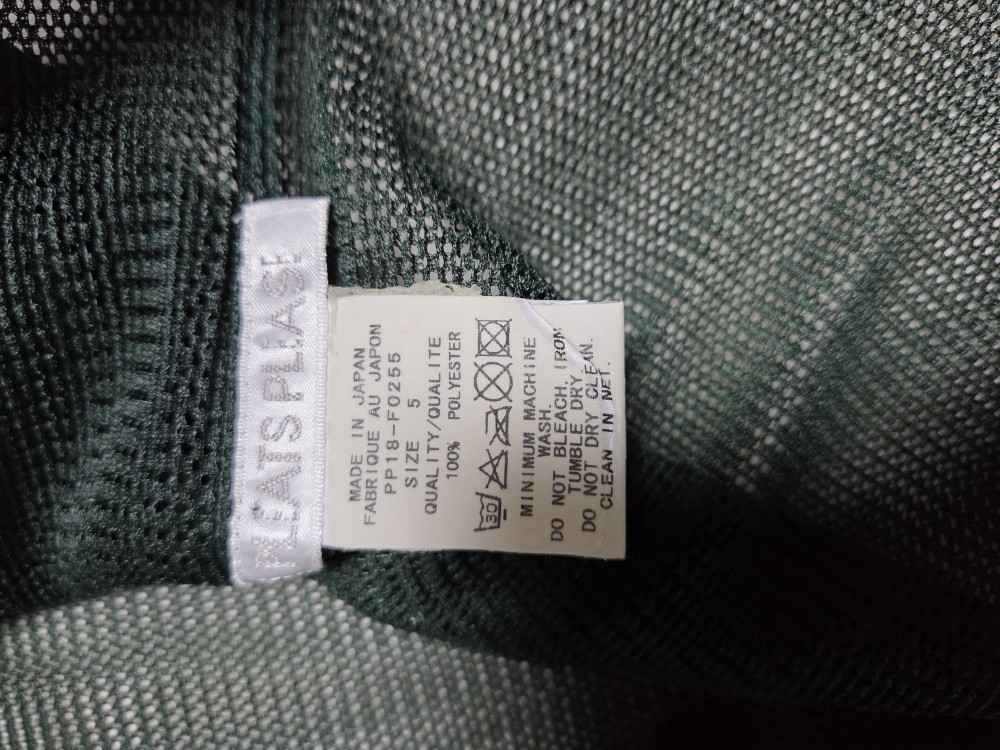 PLEATS PLEASE
MADE IN JAPAN
FABRIQUE AU JAPON
PP18-F0255
SIZE 5
QUALITY/QUALITE
100% POLYESTER
30
MINIMUM MACHINE
WASH.
DO NOT BLEACH. IRON
TUMBLE DRY.
DO NOT DRY CLEAN.
CLEAN IN NET.